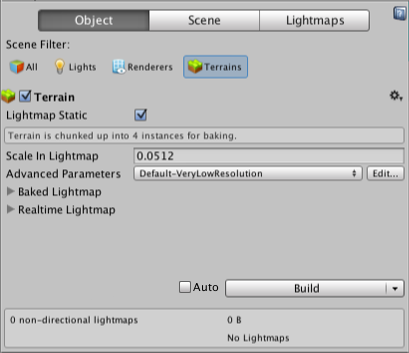 Object Scene Lightmaps
Scene Filter:
All Lights Renderers Terrains
Terrain
Lightmap Static
Terrain is chunked up into 4 instances for baking.
Scale In Lightmap 0.0512
Advanced Parameters Default-VeryLowResolution Edit...
Baked Lightmap
Realtime Lightmap
Auto Build
0 non-directional lightmaps 0 B
No Lightmaps